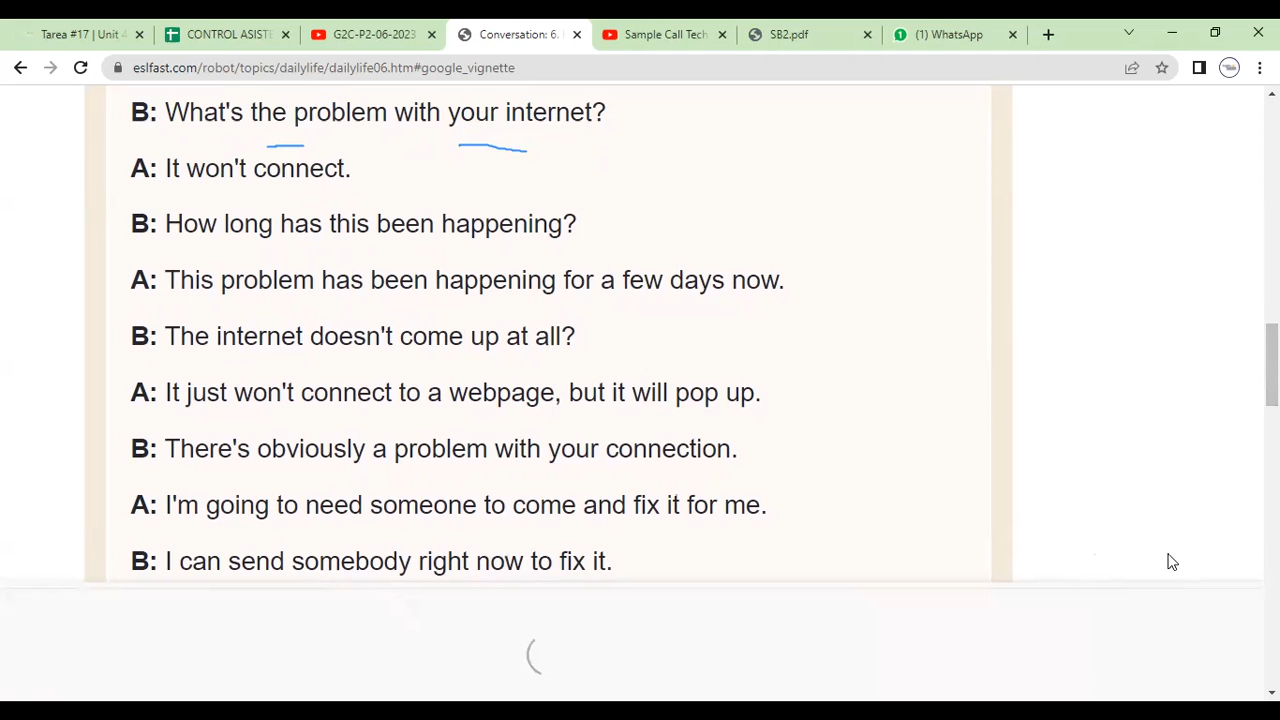 Tarea #17 | Unit 4
CONTROL ASISTE
G2C-P2-06-2023
Conversation: 6.
Sample Call Tech
SB2.pdf
(1) WhatsApp
eslfast.com/robot/topics/dailylife/dailylife06.htm#google_vignette
B: What's the problem with your internet?
A: It won't connect.
B: How long has this been happening?
A: This problem has been happening for a few days now.
B: The internet doesn't come up at all?
A: It just won't connect to a webpage, but it will pop up.
B: There's obviously a problem with your connection.
A: I'm going to need someone to come and fix it for me.
B: I can send somebody right now to fix it.